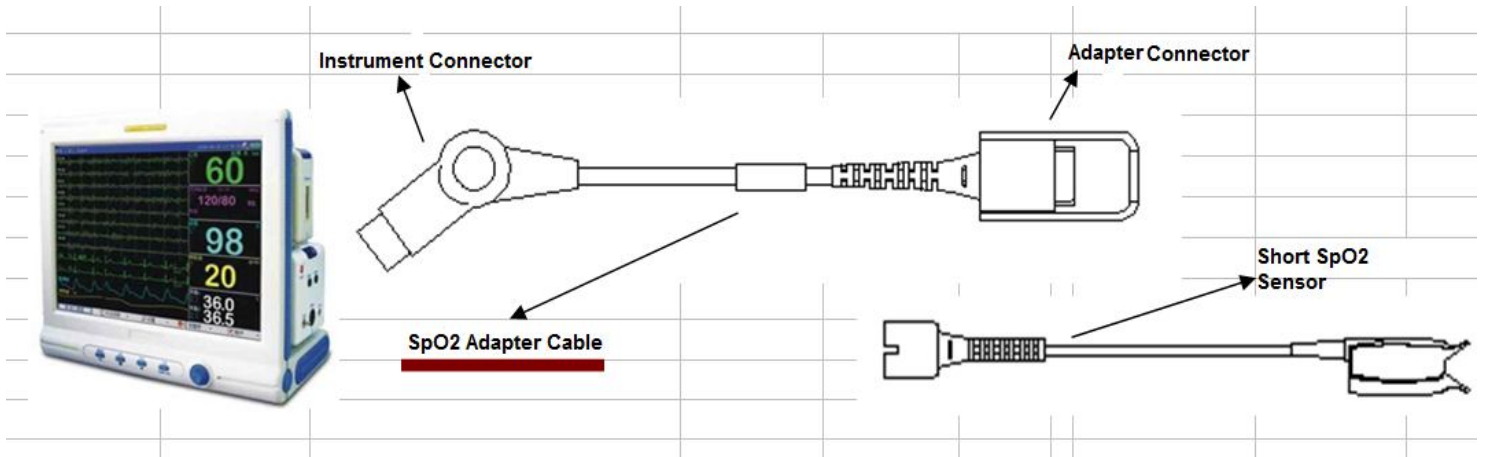 Instrument Connector
Adapter Connector
60
120/80
98
20
36.0
36.5
Short SpO2
Sensor
SpO2 Adapter Cable